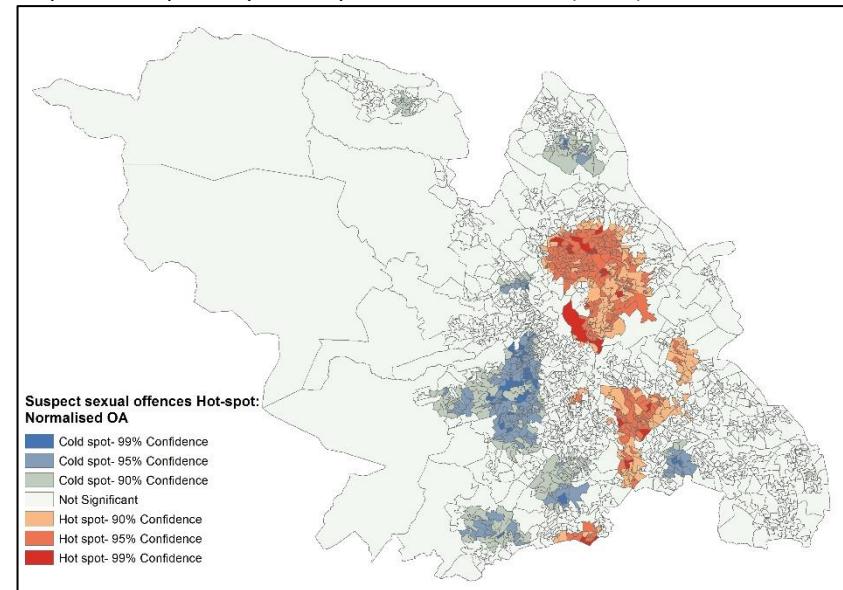 Suspect sexual offences Hot-spot:
Normalised OA
Cold spot- 99% Confidence
Cold spot- 95% Confidence
Cold spot- 90% Confidence
Not Significant
Hot spot- 90% Confidence
Hot spot- 95% Confidence
Hot spot- 99% Confidence